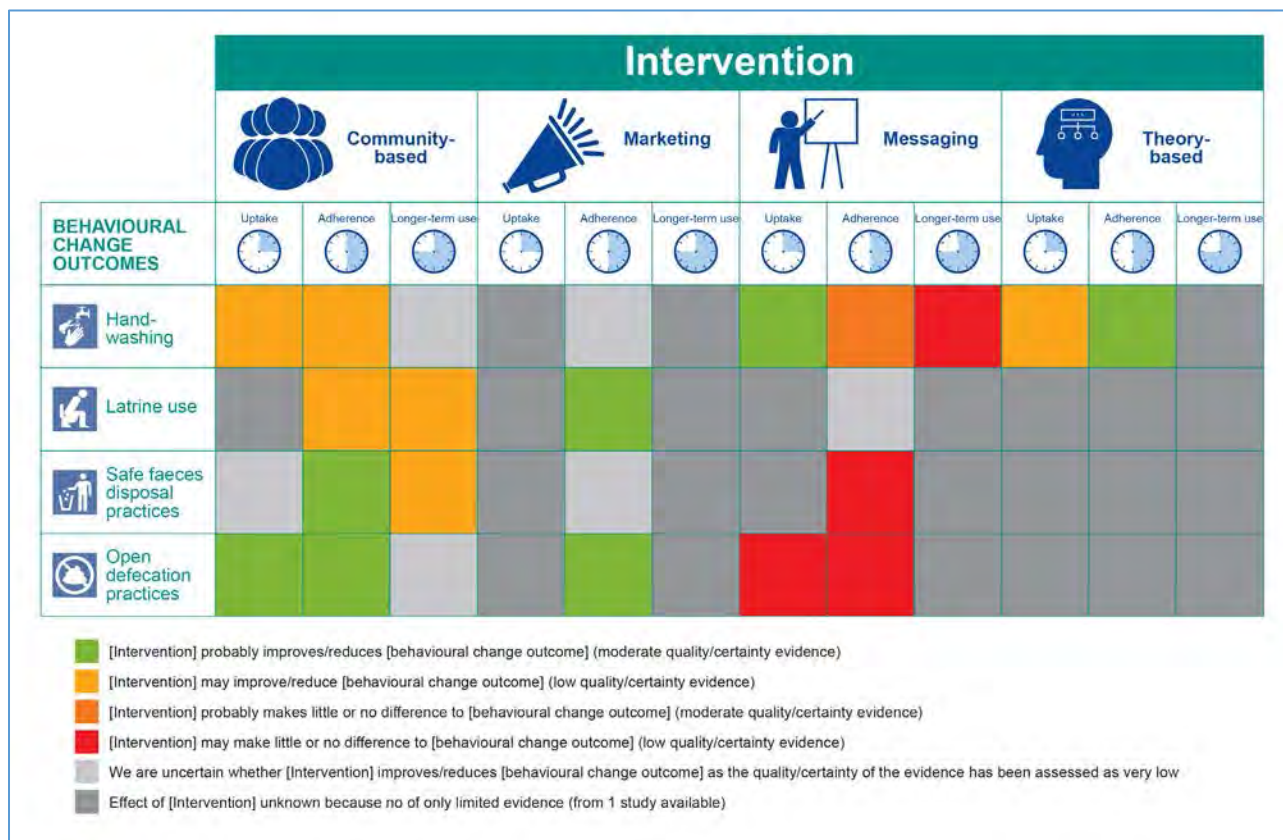 Intervention
Community-
based
Marketing
Messaging
Theory-
based
BEHAVIOURAL
CHANGE
OUTCOMES
Uptake
Adherence
Longer-term use
Uptake
Adherence
Longer-term use
Uptake
Adherence
Longer-term use
Uptake
Adherence
Longer-term use
Hand-
washing
Latrine use
Safe faeces
disposal
practices
Open
defecation
practices
[Intervention] probably improves/reduces [behavioural change outcome] (moderate quality/certainty evidence)
[Intervention] may improve/reduce [behavioural change outcome] (low quality/certainty evidence)
[Intervention] probably makes little or no difference to [behavioural change outcome] (moderate quality/certainty evidence)
[Intervention] may make little or no difference to [behavioural change outcome] (low quality/certainty evidence)
We are uncertain whether [Intervention] improves/reduces [behavioural change outcome] as the quality/certainty of the evidence has been assessed as very low
Effect of [Intervention] unknown because no of only limited evidence (from 1 study available)